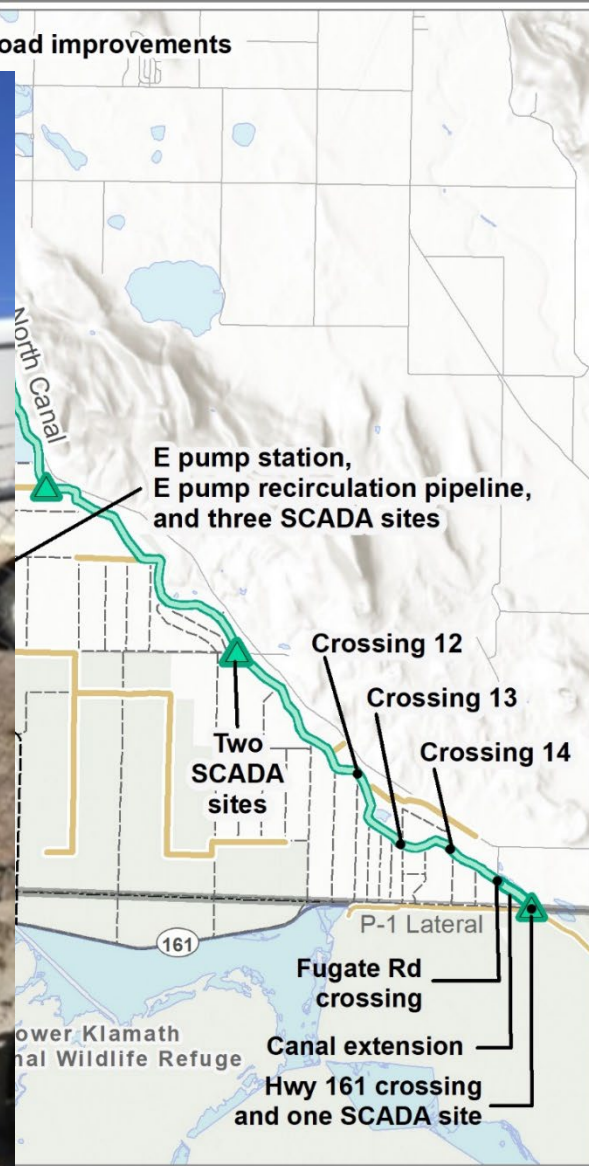 oad improvements
North Canal
E pump station,
E pump recirculation pipeline,
and three SCADA sites
Crossing 12
Crossing 13
Crossing 14
Two
SCADA
sites
P-1 Lateral
161
Fugate Rd
crossing
ower Klamath
nal Wildlife Refuge
Canal extension
Hwy 161 crossing
and one SCADA site